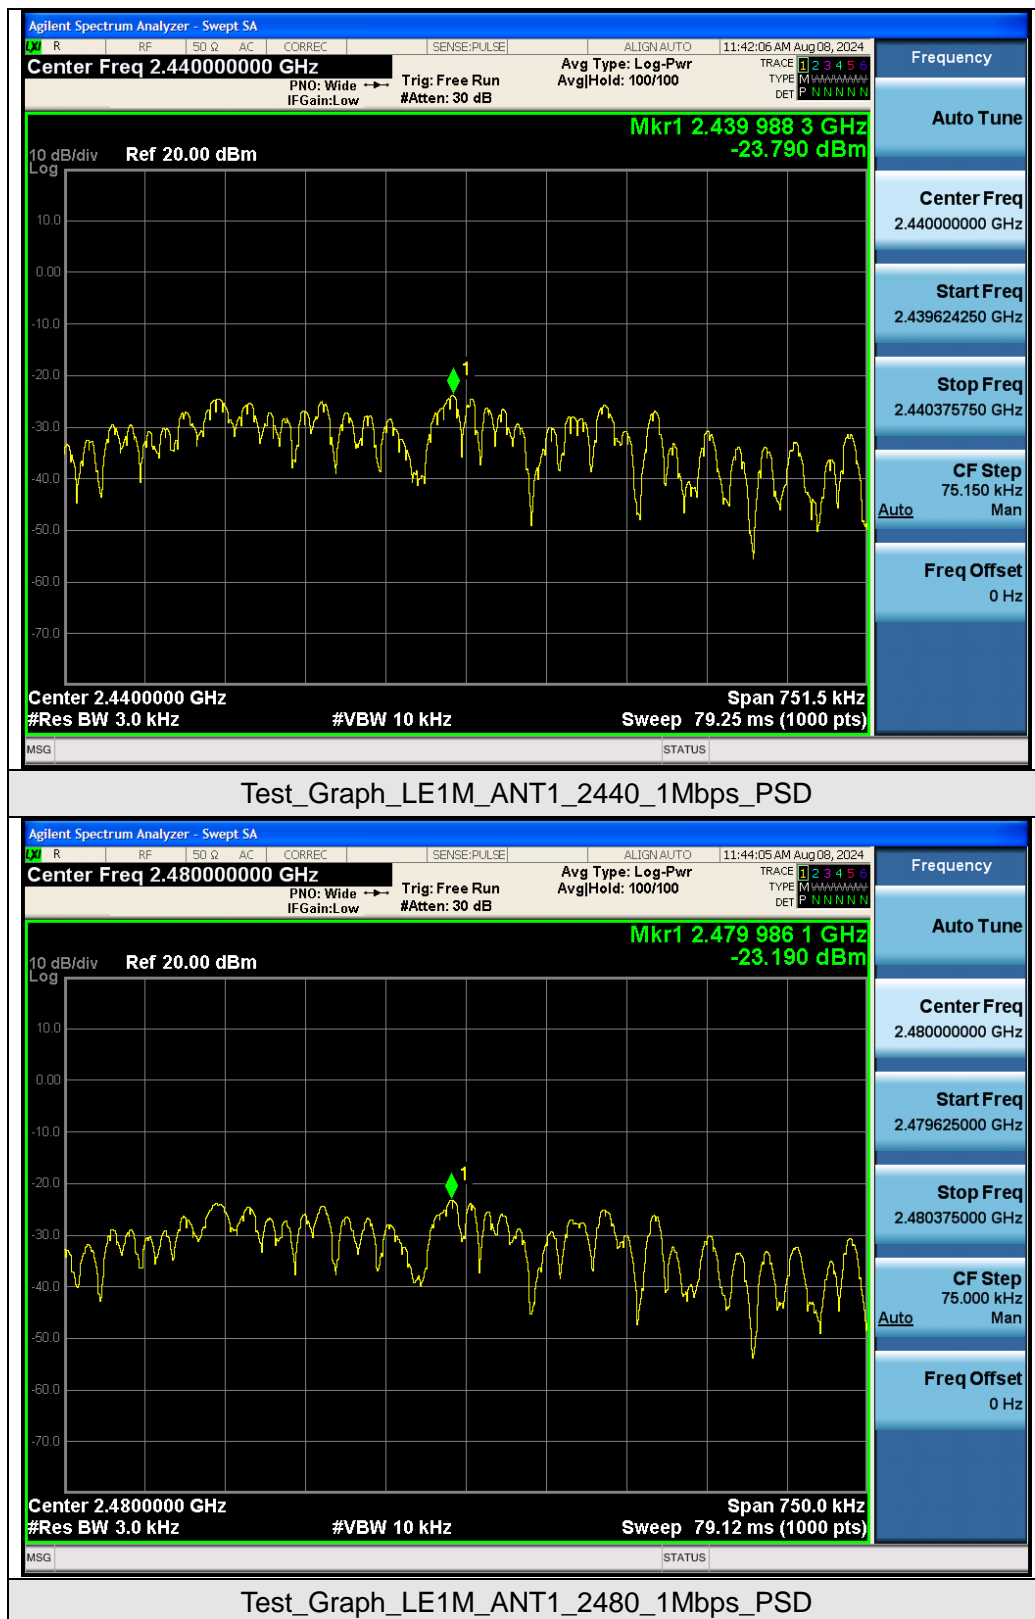 Agilent Spectrum Analyzer - Swept SA
LXI R RF 50 Ω AC CORREC SENSE:PULSE ALIGN AUTO 11:42:06 AM Aug 08, 2024
Center Freq 2.440000000 GHz
PNO: Wide
IFGain:Low
Trig: Free Run
#Atten: 30 dB
Avg Type: Log-Pwr
Avg|Hold: 100/100
TRACE 1 2 3 4 5 6
TYPE M
DET P N N N N N
Mkr1 2.439 988 3 GHz
-23.790 dBm
10 dB/div Ref 20.00 dBm
Log
10.0
0.00
-10.0
-20.0
-30.0
-40.0
-50.0
-60.0
-70.0
1
Center 2.4400000 GHz Span 751.5 kHz
#Res BW 3.0 kHz #VBW 10 kHz Sweep 79.25 ms (1000 pts)
MSG STATUS
Frequency
Auto Tune
Center Freq
2.440000000 GHz
Start Freq
2.439624250 GHz
Stop Freq
2.440375750 GHz
CF Step
75.150 kHz
Auto Man
Freq Offset
0 Hz
Test_Graph_LE1M_ANT1_2440_1Mbps_PSD
Agilent Spectrum Analyzer - Swept SA
LXI R RF 50 Ω AC CORREC SENSE:PULSE ALIGN AUTO 11:44:05 AM Aug 08, 2024
Center Freq 2.480000000 GHz
PNO: Wide
IFGain:Low
Trig: Free Run
#Atten: 30 dB
Avg Type: Log-Pwr
Avg|Hold: 100/100
TRACE 1 2 3 4 5 6
TYPE M
DET P N N N N N
Mkr1 2.479 986 1 GHz
-23.190 dBm
10 dB/div Ref 20.00 dBm
Log
10.0
0.00
-10.0
-20.0
-30.0
-40.0
-50.0
-60.0
-70.0
1
Center 2.4800000 GHz Span 750.0 kHz
#Res BW 3.0 kHz #VBW 10 kHz Sweep 79.12 ms (1000 pts)
MSG STATUS
Frequency
Auto Tune
Center Freq
2.480000000 GHz
Start Freq
2.479625000 GHz
Stop Freq
2.480375000 GHz
CF Step
75.000 kHz
Auto Man
Freq Offset
0 Hz
Test_Graph_LE1M_ANT1_2480_1Mbps_PSD